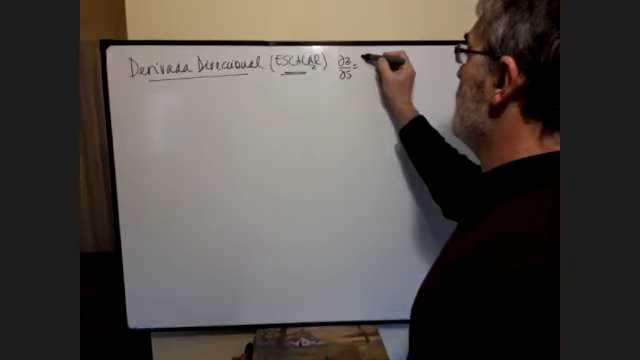 Derivada Direccional (ESCALAR) ∂z/∂s =